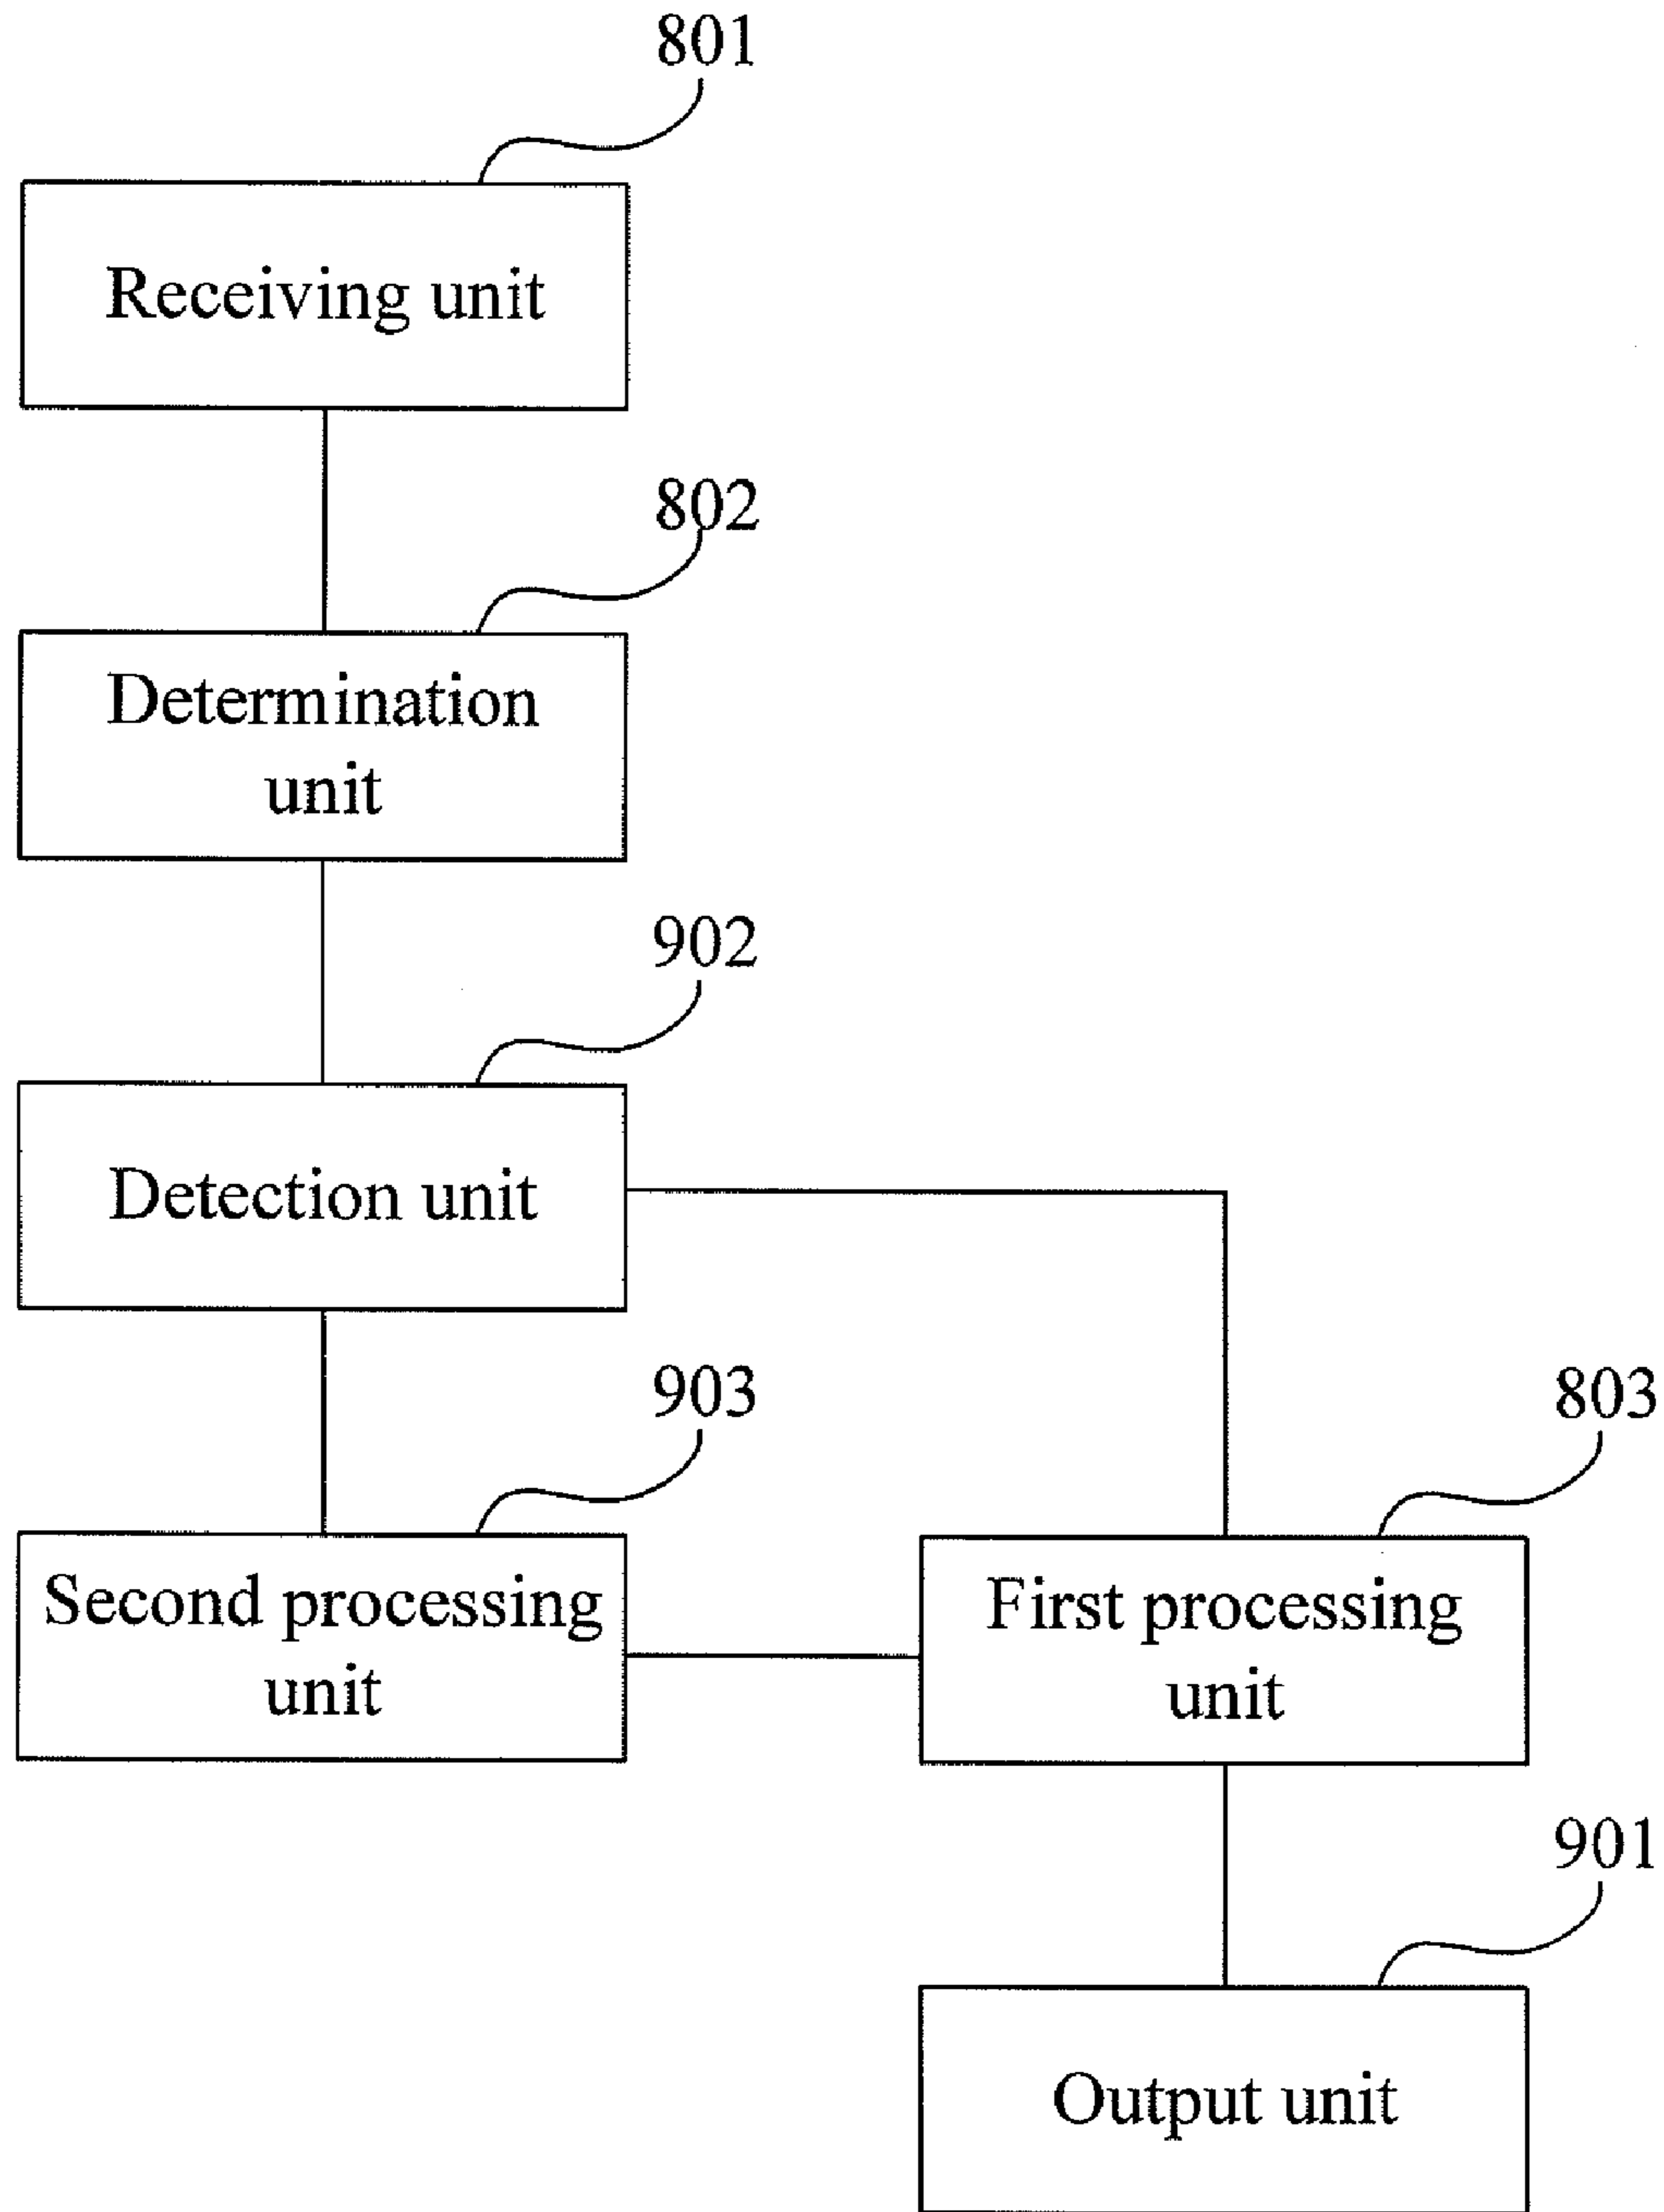 801
Receiving unit
802
Determination
unit
902
Detection unit
903
Second processing
unit
803
First processing
unit
901
Output unit